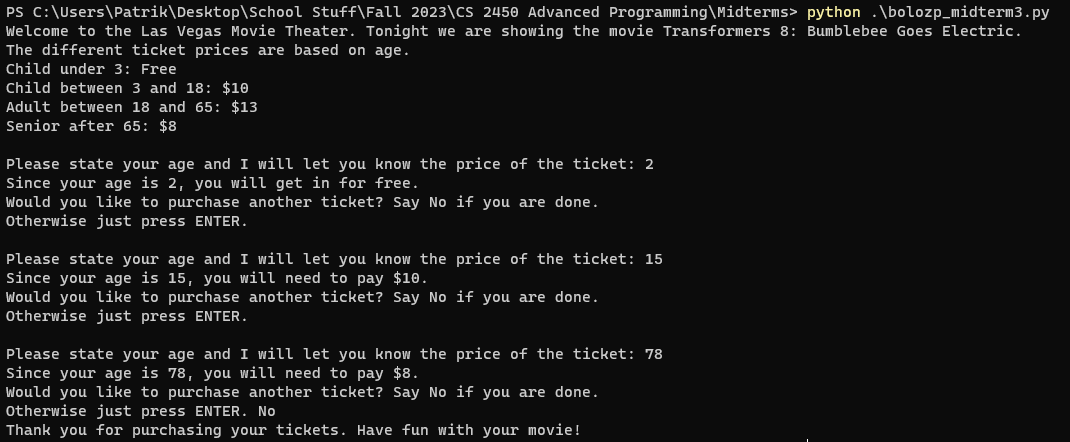 PS C:\Users\Patrik\Desktop\School Stuff\Fall 2023\CS 2450 Advanced Programming\Midterms> python .\bolozp_midterm3.py
Welcome to the Las Vegas Movie Theater. Tonight we are showing the movie Transformers 8: Bumblebee Goes Electric.
The different ticket prices are based on age.
Child under 3: Free
Child between 3 and 18: $10
Adult between 18 and 65: $13
Senior after 65: $8

Please state your age and I will let you know the price of the ticket: 2
Since your age is 2, you will get in for free.
Would you like to purchase another ticket? Say No if you are done.
Otherwise just press ENTER.

Please state your age and I will let you know the price of the ticket: 15
Since your age is 15, you will need to pay $10.
Would you like to purchase another ticket? Say No if you are done.
Otherwise just press ENTER.

Please state your age and I will let you know the price of the ticket: 78
Since your age is 78, you will need to pay $8.
Would you like to purchase another ticket? Say No if you are done.
Otherwise just press ENTER. No
Thank you for purchasing your tickets. Have fun with your movie!